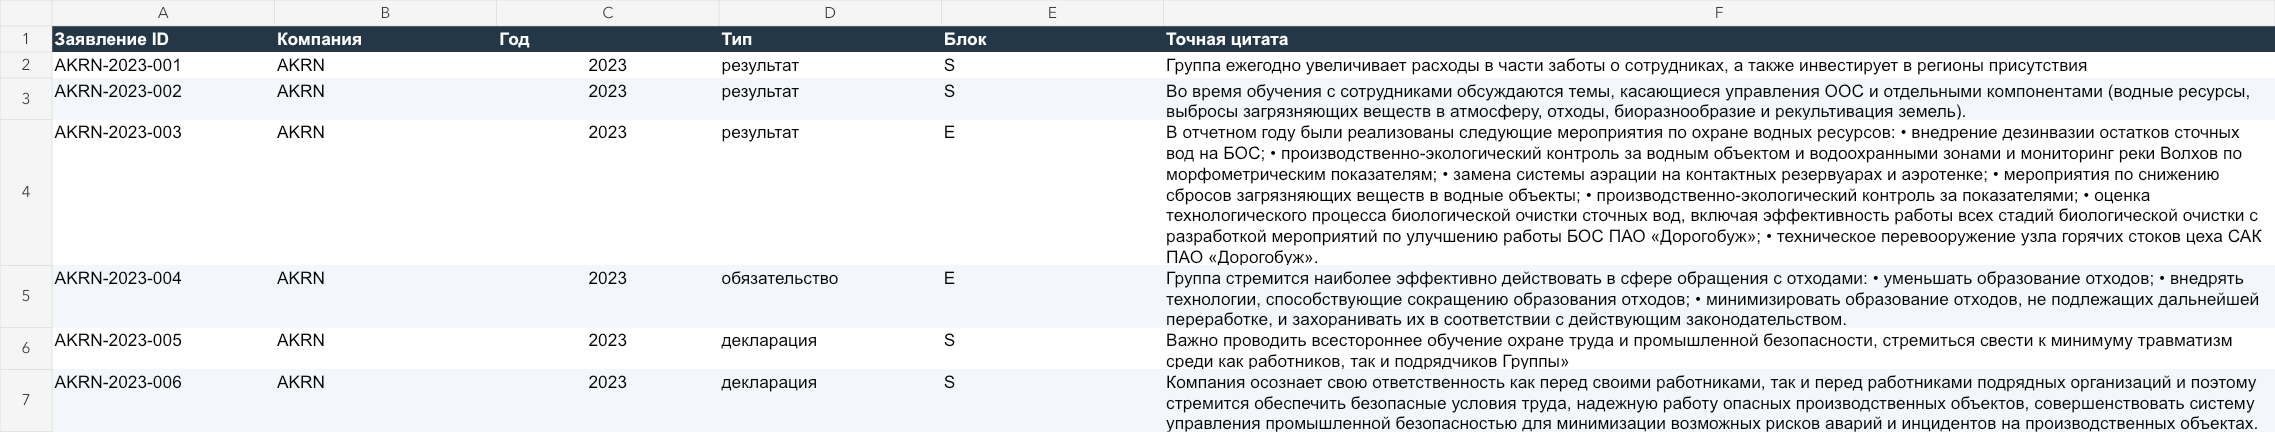 A B C D E F
1 Заявление ID Компания Год Тип Блок Точная цитата
2 AKRN-2023-001 AKRN 2023 результат S Группа ежегодно увеличивает расходы в части заботы о сотрудниках, а также инвестирует в регионы присутствия
3 AKRN-2023-002 AKRN 2023 результат S Во время обучения с сотрудниками обсуждаются темы, касающиеся управления ООС и отдельными компонентами (водные ресурсы,
выбросы загрязняющих веществ в атмосферу, отходы, биоразнообразие и рекультивация земель).
4 AKRN-2023-003 AKRN 2023 результат E В отчетном году были реализованы следующие мероприятия по охране водных ресурсов: • внедрение дезинвазии остатков сточных
вод на БОС; • производственно-экологический контроль за водным объектом и водоохранными зонами и мониторинг реки Волхов по
морфометрическим показателям; • замена системы аэрации на контактных резервуарах и аэротенке; • мероприятия по снижению
сбросов загрязняющих веществ в водные объекты; • производственно-экологический контроль за показателями; • оценка
технологического процесса биологической очистки сточных вод, включая эффективность работы всех стадий биологической очистки с
разработкой мероприятий по улучшению работы БОС ПАО «Дорогобуж»; • техническое перевооружение узла горячих стоков цеха САК
ПАО «Дорогобуж».
5 AKRN-2023-004 AKRN 2023 обязательство E Группа стремится наиболее эффективно действовать в сфере обращения с отходами: • уменьшать образование отходов; • внедрять
технологии, способствующие сокращению образования отходов; • минимизировать образование отходов, не подлежащих дальнейшей
переработке, и захоранивать их в соответствии с действующим законодательством.
6 AKRN-2023-005 AKRN 2023 декларация S Важно проводить всестороннее обучение охране труда и промышленной безопасности, стремиться свести к минимуму травматизм
среди как работников, так и подрядчиков Группы»
7 AKRN-2023-006 AKRN 2023 декларация S Компания осознает свою ответственность как перед своими работниками, так и перед работниками подрядных организаций и поэтому
стремится обеспечить безопасные условия труда, надежную работу опасных производственных объектов, совершенствовать систему
управления промышленной безопасностью для минимизации возможных рисков аварий и инцидентов на производственных объектах.